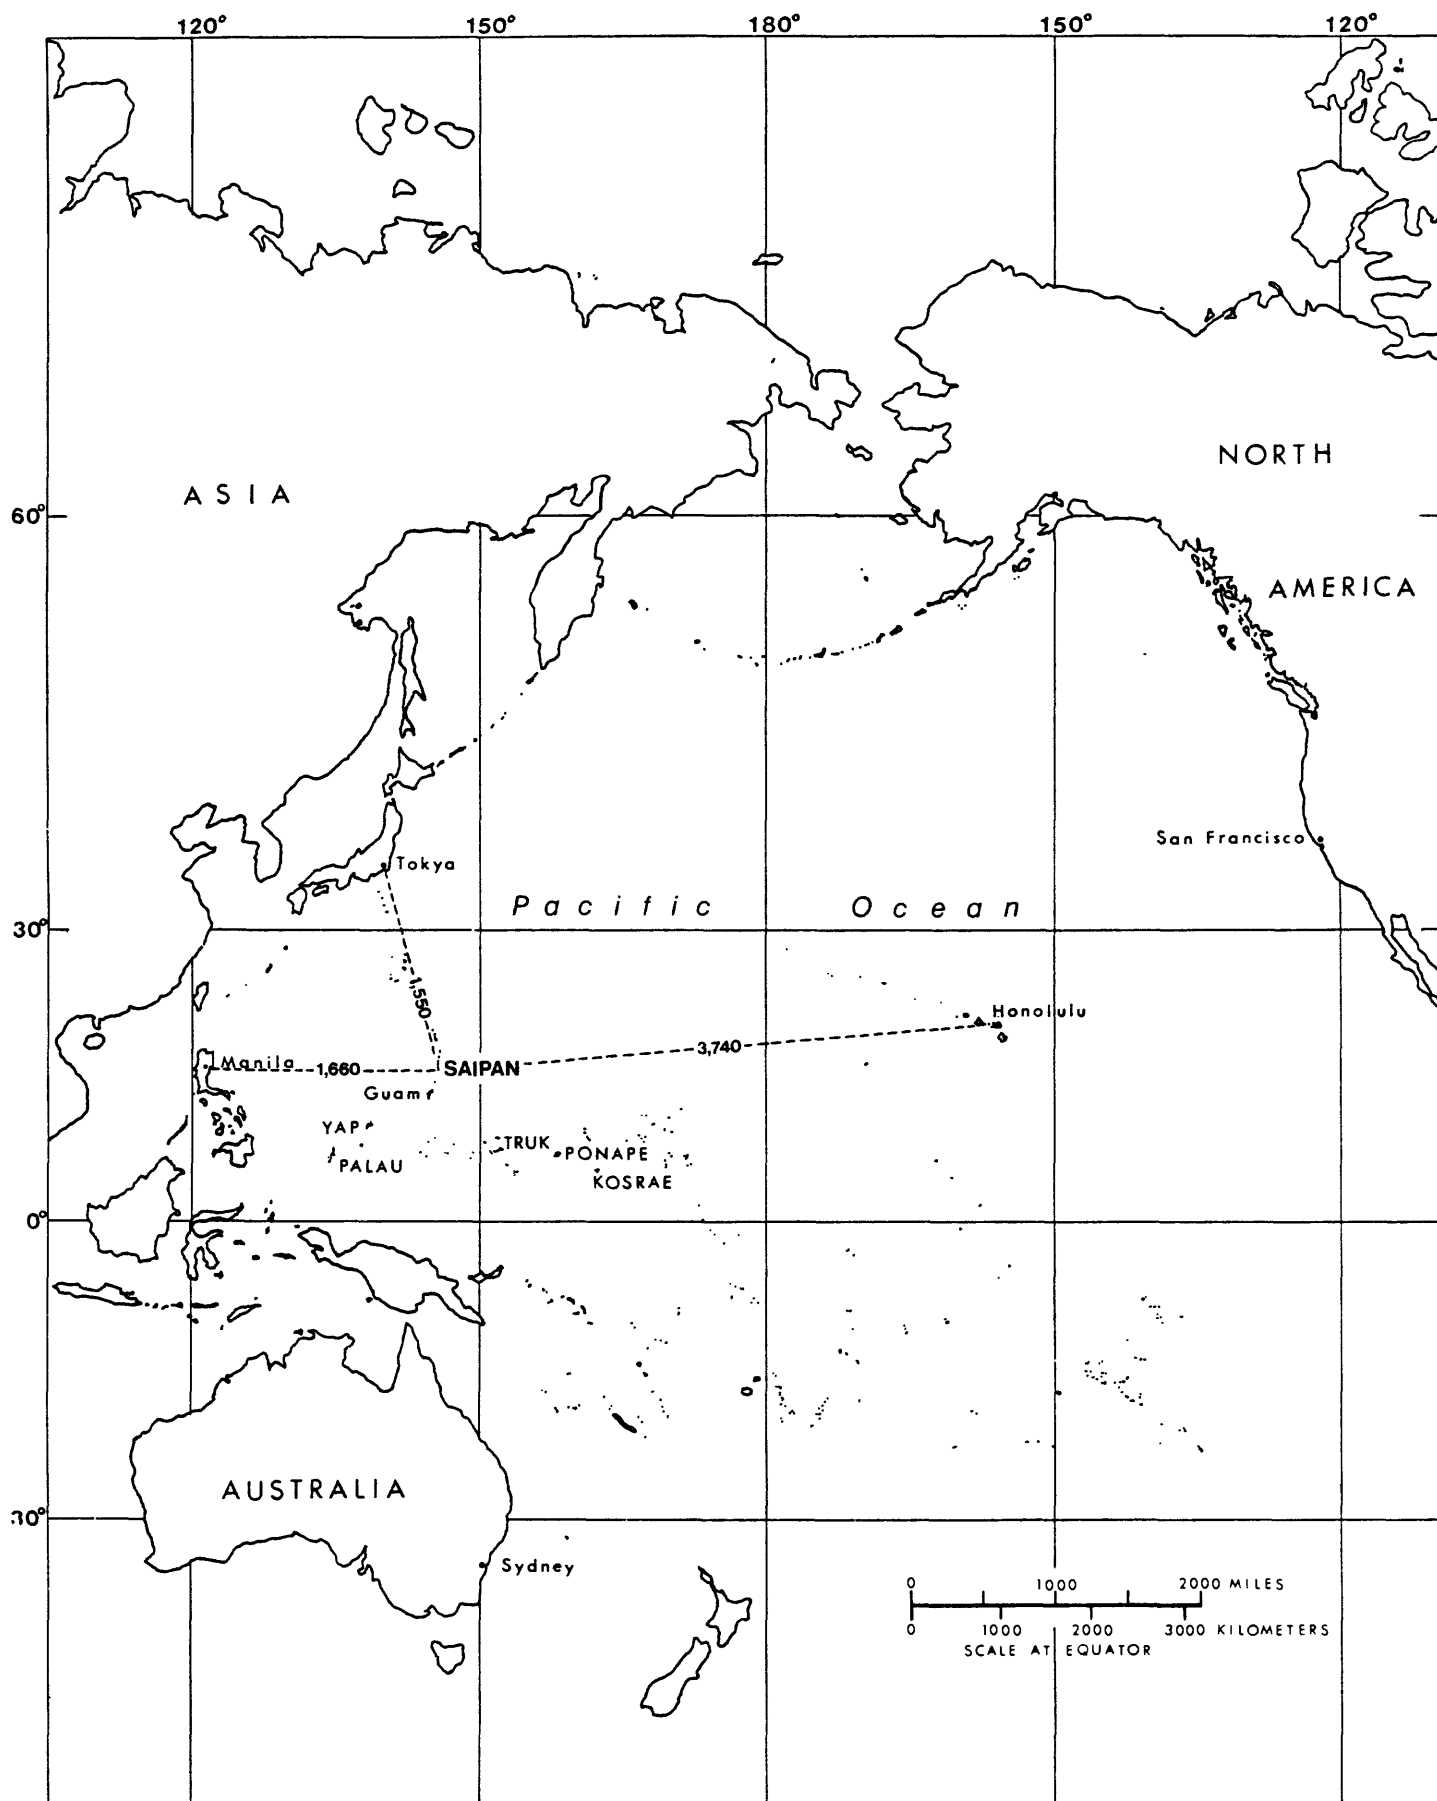 120° 150° 180° 150° 120°
NORTH
ASIA
60°
AMERICA
San Francisco
Tokya
Pacific Ocean
30°
1,550
Honolulu
3,740
Manila 1,660 SAIPAN
Guam
YAP
TRUK PONAPE
PALAU
KOSRAE
0°
AUSTRALIA
30°
Sydney
0 1000 2000 MILES
0 1000 2000 3000 KILOMETERS
SCALE AT EQUATOR